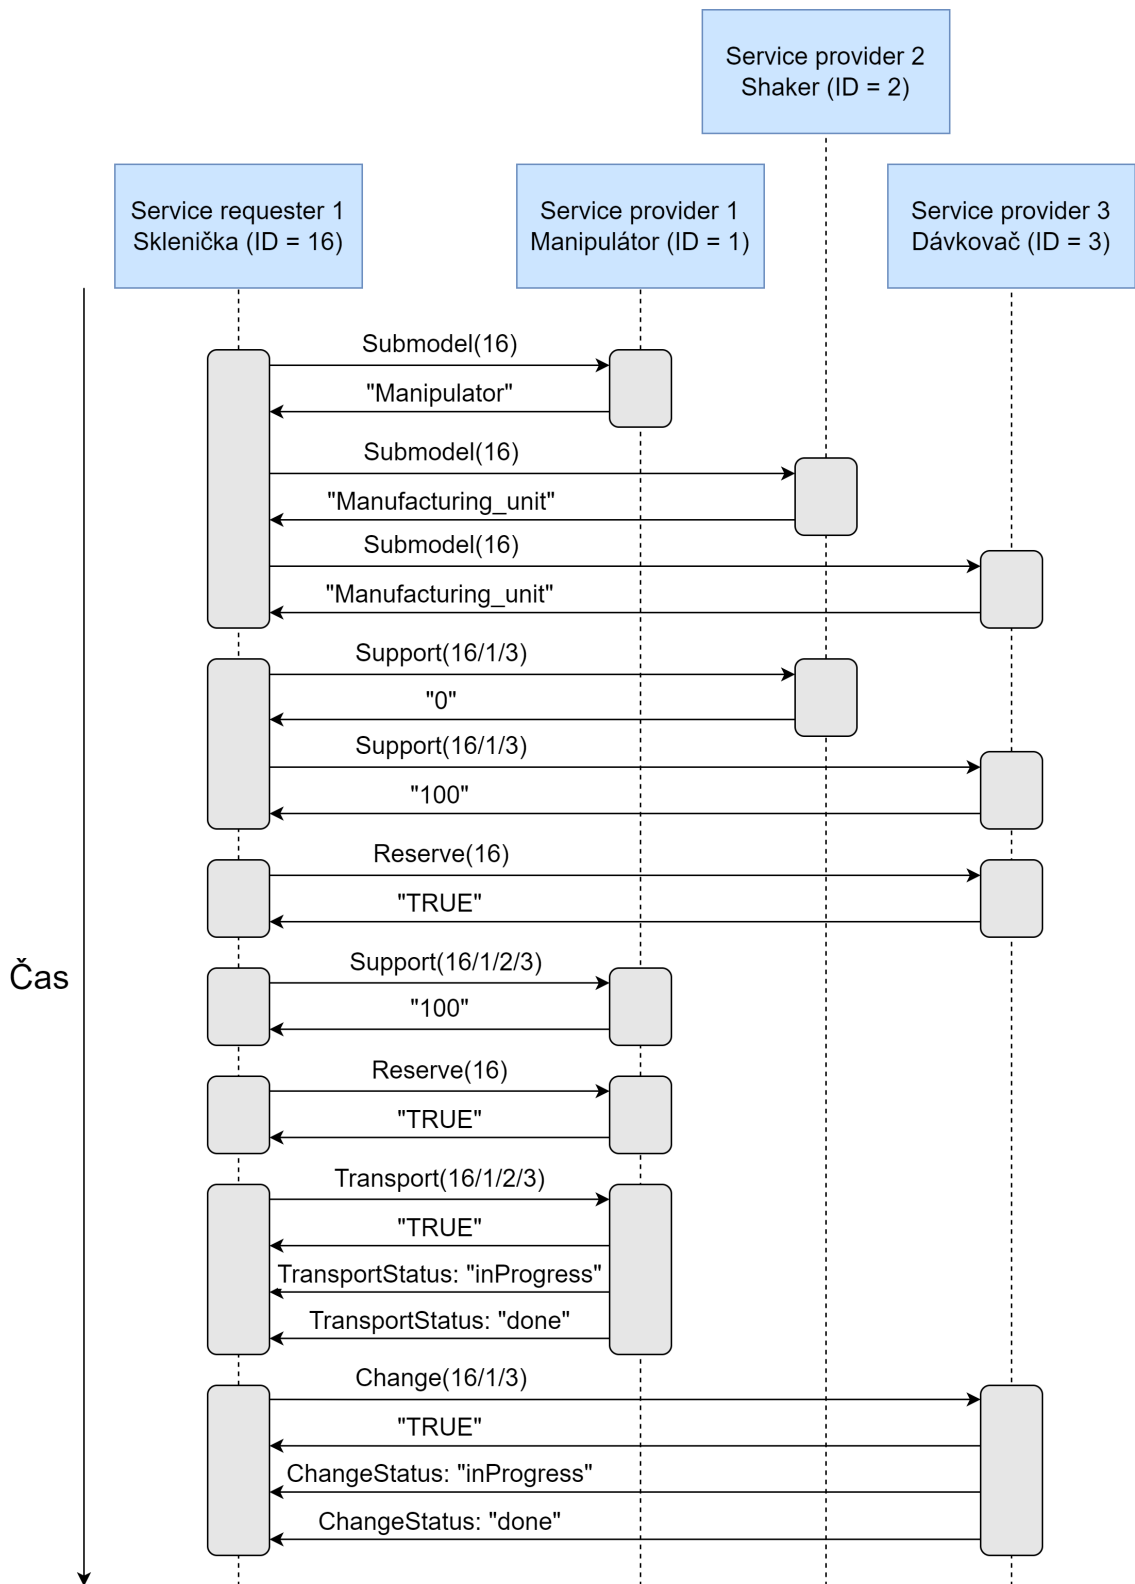 Service provider 2
Shaker (ID = 2)
Service requester 1
Sklenička (ID = 16)
Service provider 1
Manipulátor (ID = 1)
Service provider 3
Dávkovač (ID = 3)
Submodel(16)
"Manipulator"
Submodel(16)
"Manufacturing_unit"
Submodel(16)
"Manufacturing_unit"
Support(16/1/3)
"0"
Support(16/1/3)
"100"
Reserve(16)
"TRUE"
Čas
Support(16/1/2/3)
"100"
Reserve(16)
"TRUE"
Transport(16/1/2/3)
"TRUE"
TransportStatus: "inProgress"
TransportStatus: "done"
Change(16/1/3)
"TRUE"
ChangeStatus: "inProgress"
ChangeStatus: "done"